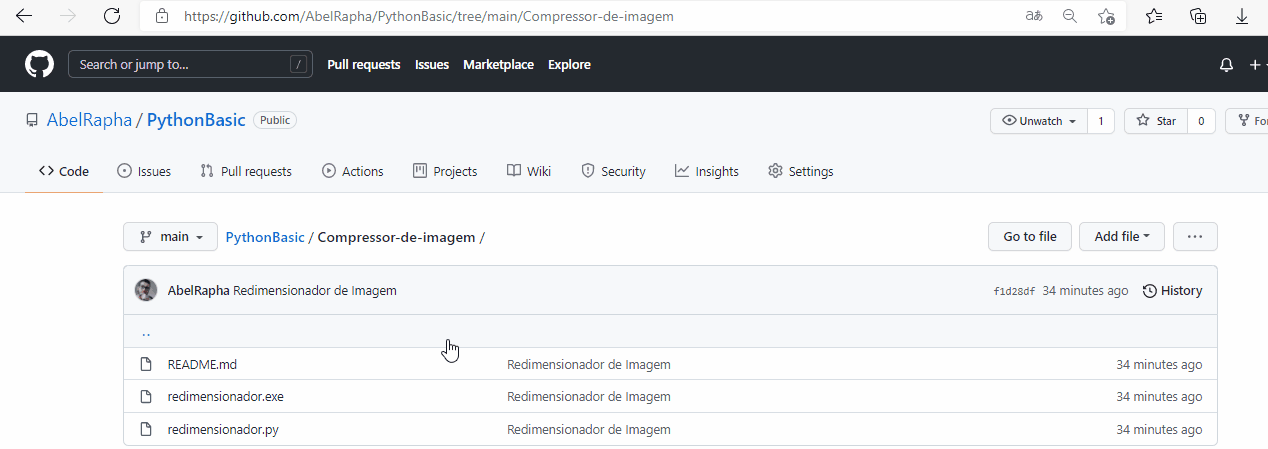 https://github.com/AbelRapha/PythonBasic/tree/main/Compressor-de-imagem aあ
Search or jump to... / Pull requests Issues Marketplace Explore
AbelRapha / PythonBasic Public Unwatch 1 Star 0
Code Issues Pull requests Actions Projects Wiki Security Insights Settings
main PythonBasic / Compressor-de-imagem / Go to file Add file ...
AbelRapha Redimensionador de Imagem f1d28df 34 minutes ago History
..
README.md Redimensionador de Imagem 34 minutes ago
redimensionador.exe Redimensionador de Imagem 34 minutes ago
redimensionador.py Redimensionador de Imagem 34 minutes ago